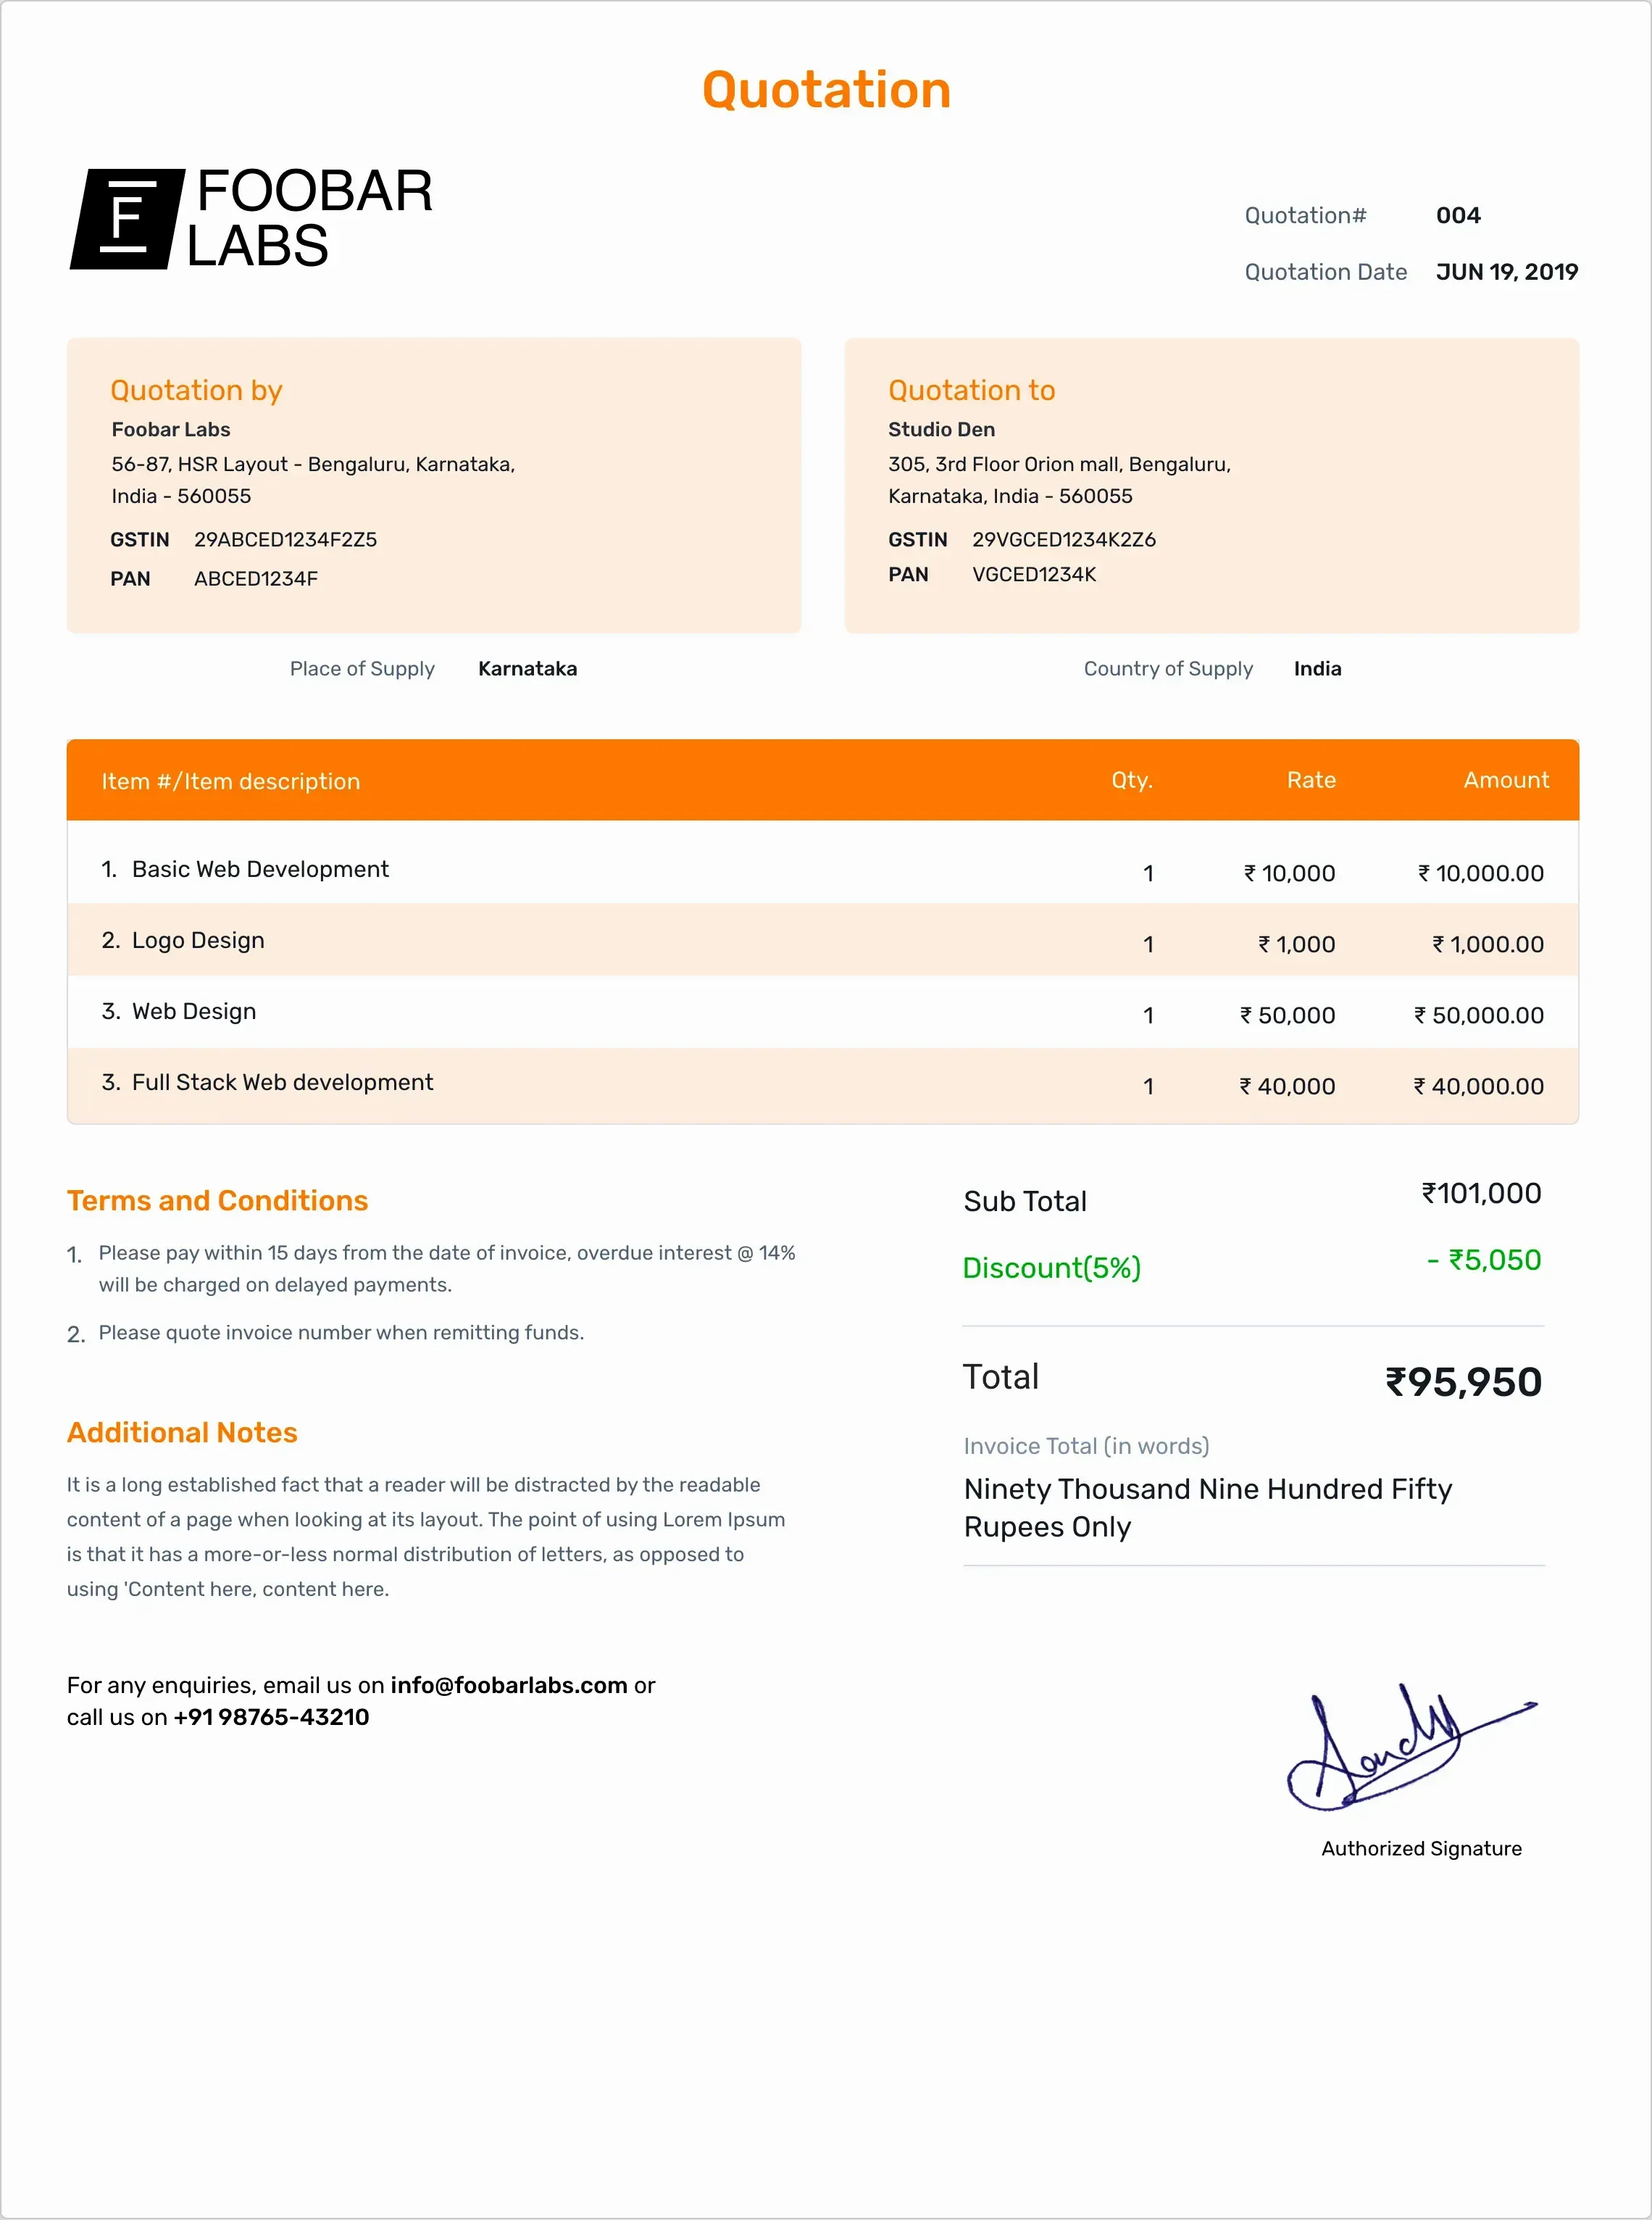 Quotation
F
FOOBAR
LABS
Quotation# 004
Quotation Date JUN 19, 2019
Quotation by
Foobar Labs
56-87, HSR Layout - Bengaluru, Karnataka,
India - 560055
GSTIN 29ABCED1234F2Z5
PAN ABCED1234F
Quotation to
Studio Den
305, 3rd Floor Orion mall, Bengaluru,
Karnataka, India - 560055
GSTIN 29VGCED1234K2Z6
PAN VGCED1234K
Place of Supply Karnataka
Country of Supply India
Item #/Item description Qty. Rate Amount
1. Basic Web Development 1 ₹ 10,000 ₹ 10,000.00
2. Logo Design 1 ₹ 1,000 ₹ 1,000.00
3. Web Design 1 ₹ 50,000 ₹ 50,000.00
3. Full Stack Web development 1 ₹ 40,000 ₹ 40,000.00
Terms and Conditions
1. Please pay within 15 days from the date of invoice, overdue interest @ 14%
will be charged on delayed payments.
2. Please quote invoice number when remitting funds.
Additional Notes
It is a long established fact that a reader will be distracted by the readable
content of a page when looking at its layout. The point of using Lorem Ipsum
is that it has a more-or-less normal distribution of letters, as opposed to
using 'Content here, content here.
For any enquiries, email us on info@foobarlabs.com or
call us on +91 98765-43210
Sub Total ₹101,000
Discount(5%) - ₹5,050
Total ₹95,950
Invoice Total (in words)
Ninety Thousand Nine Hundred Fifty
Rupees Only
Authorized Signature